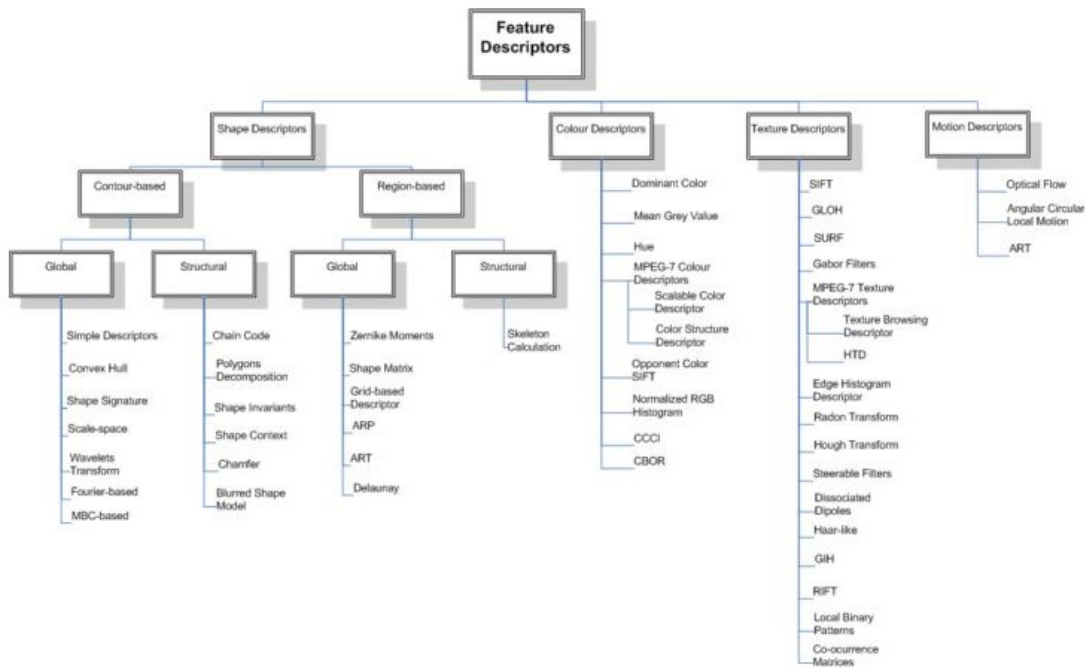 Feature
Descriptors
Shape Descriptors
Colour Descriptors
Texture Descriptors
Motion Descriptors
Contour-based
Region-based
Global
Structural
Global
Structural
Simple Descriptors
Convex Hull
Shape Signature
Scale-space
Wavelets
Transform
Fourier-based
MBC-based
Chain Code
Polygons
Decomposition
Shape Invariants
Shape Context
Chamfer
Blurred Shape
Model
Zernike Moments
Shape Matrix
Grid-based
Descriptor
ARP
ART
Delaunay
Skeleton
Calculation
Dominant Color
Mean Grey Value
Hue
MPEG-7 Colour
Descriptors
Scalable Color
Descriptor
Color Structure
Descriptor
Opponent Color
SIFT
Normalized RGB
Histogram
CCCI
CBOR
SIFT
GLOH
SURF
Gabor Filters
MPEG-7 Texture
Descriptors
Texture Browsing
Descriptor
HTD
Edge Histogram
Descriptor
Radon Transform
Hough Transform
Steerable Filters
Dissociated
Dipoles
Haar-like
GIH
RIFT
Local Binary
Patterns
Co-ocurrence
Matrices
Optical Flow
Angular Circular
Local Motion
ART